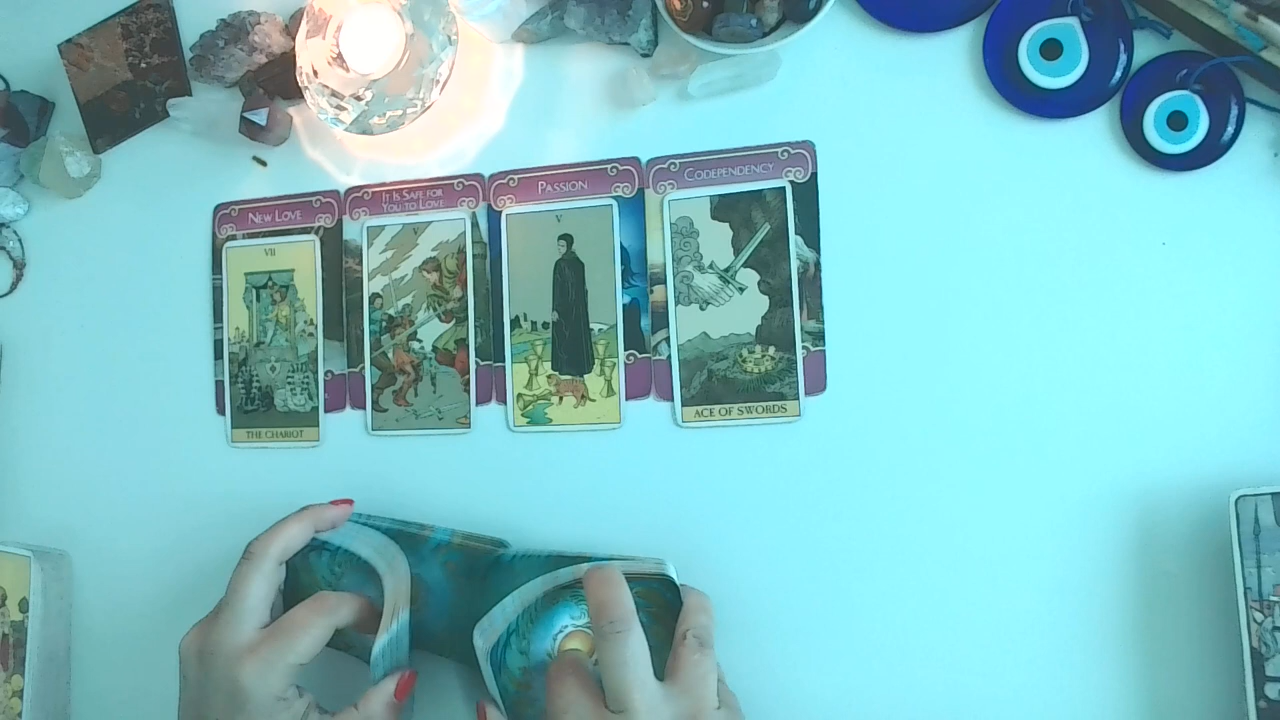 NEW LOVE
IT IS SAFE FOR
YOU TO LOVE
PASSION
CODEPENDENCY
VII
V
V
THE CHARIOT
ACE OF SWORDS